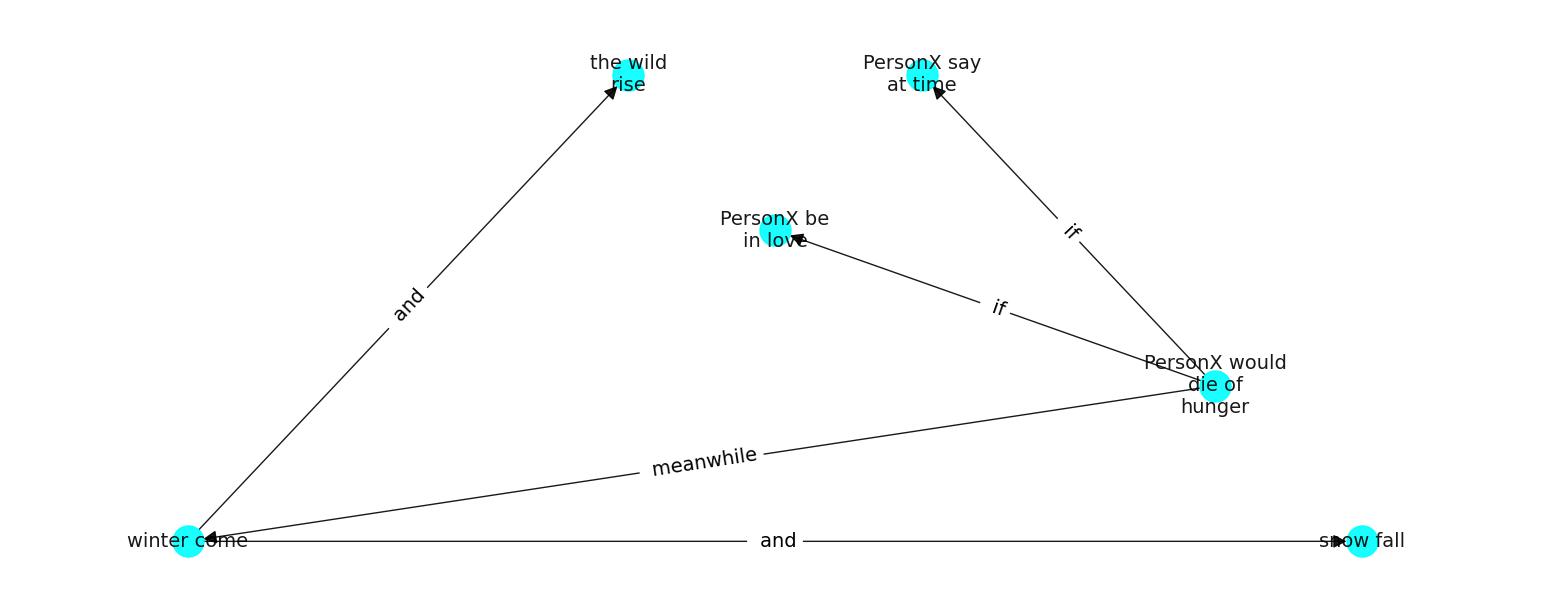 the wild
rise
PersonX say
at time
PersonX be
in love
if
if
and
PersonX would
die of
hunger
meanwhile
winter come
and
snow fall